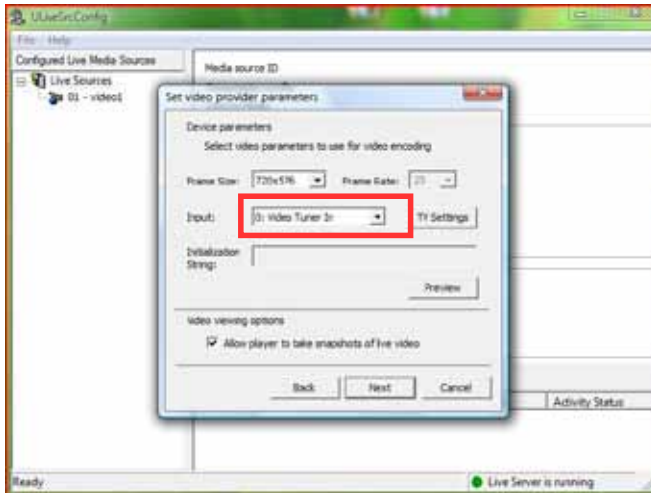 ULiveSrcConfig
File Help
Configured Live Media Sources
Live Sources
01 - video1
Media source ID
Set video provider parameters
Device parameters
Select video parameters to use for video encoding
Frame Size: 720x576 Frame Rate: 25
Input: 0: Video Tuner In TV Settings
Initialization
String:
Preview
Video viewing options
Allow player to take snapshots of live video
Back Next Cancel
Activity Status
Ready Live Server is running